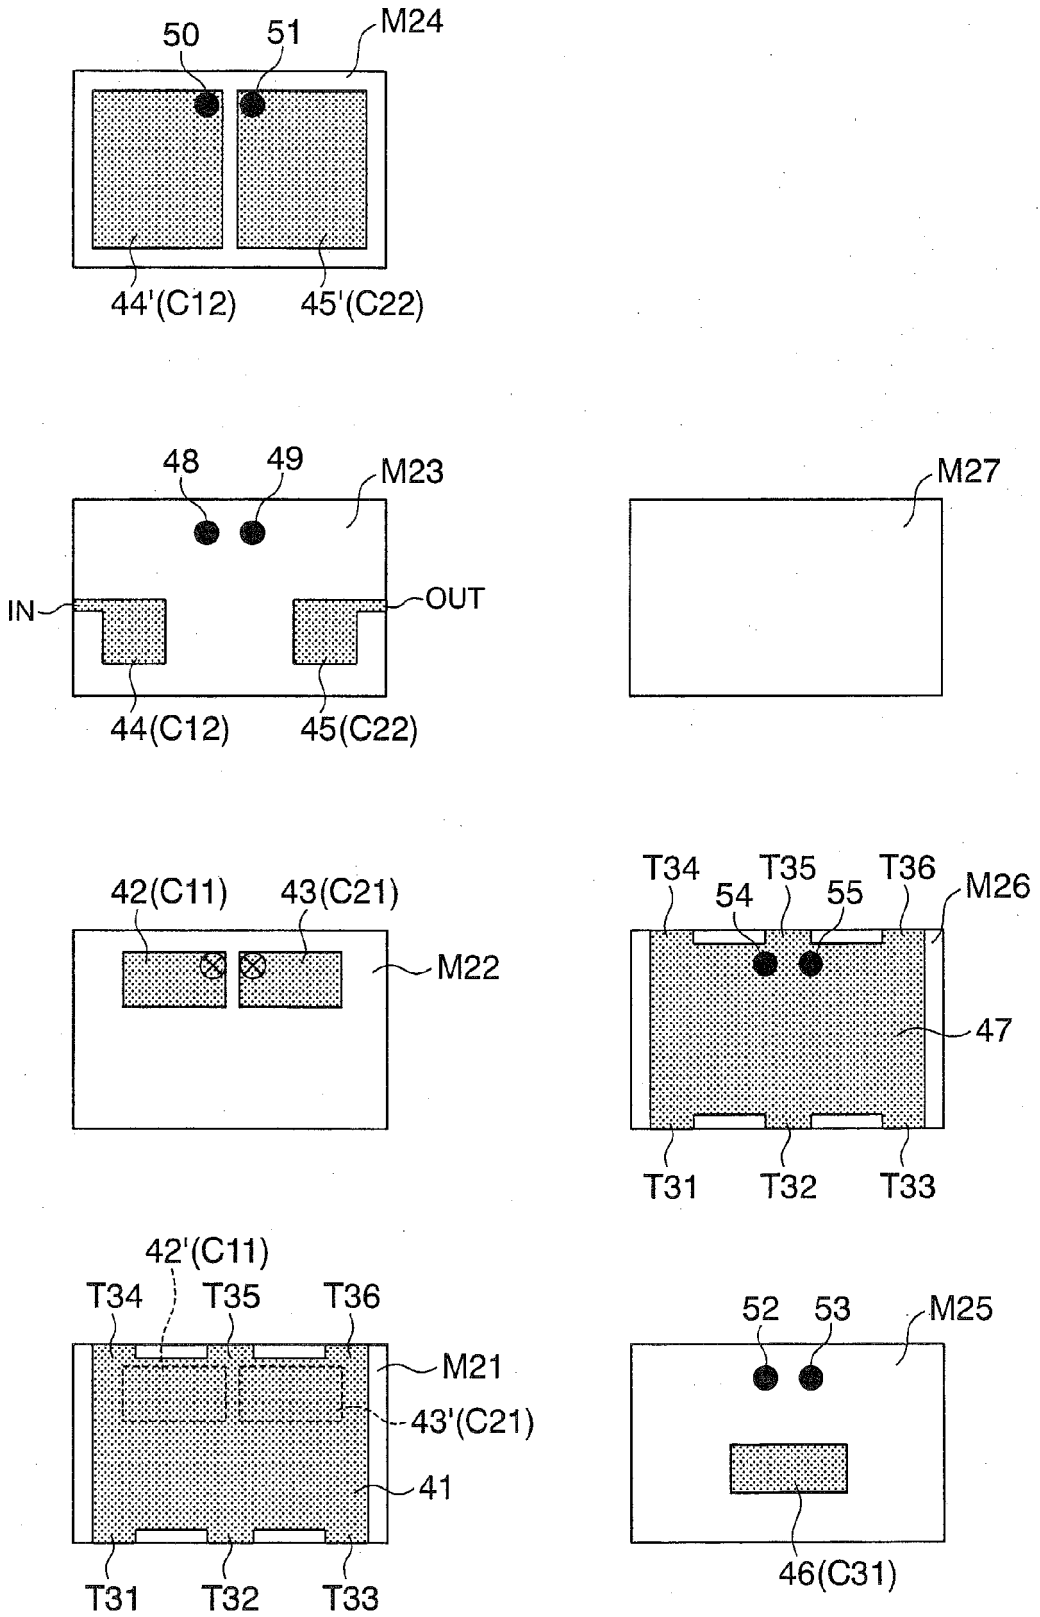 50 51 M24
44'(C12) 45'(C22)
48 49 M23
IN OUT
44(C12) 45(C22)
M27
42(C11) 43(C21)
M22
T34 T35 T36
54 55 M26
47
T31 T32 T33
42'(C11)
T34 T35 T36
M21
43'(C21)
41
T31 T32 T33
52 53 M25
46(C31)